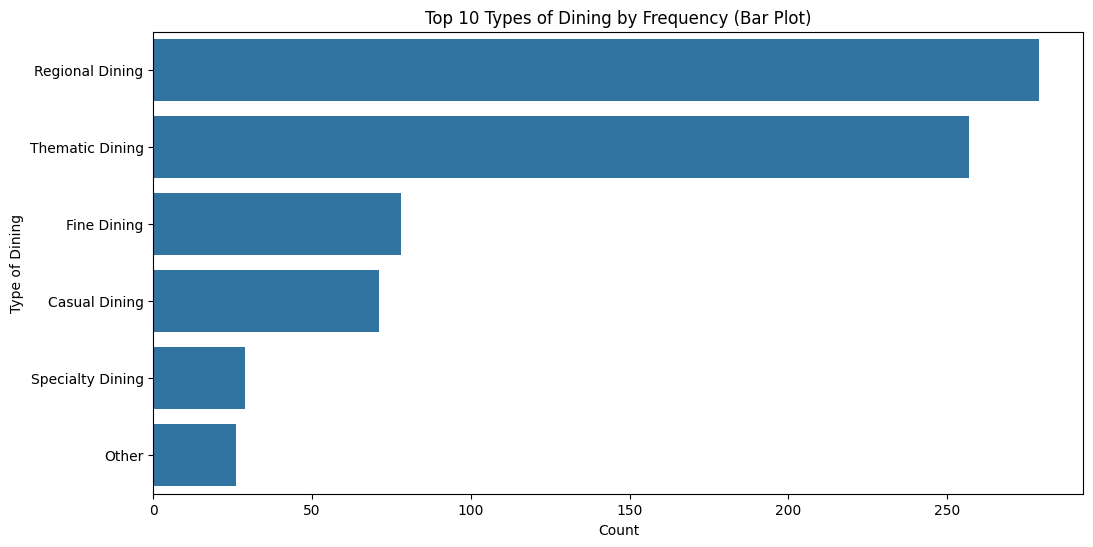 Top 10 Types of Dining by Frequency (Bar Plot)
Type of Dining
Regional Dining
Thematic Dining
Fine Dining
Casual Dining
Specialty Dining
Other
0 50 100 150 200 250
Count